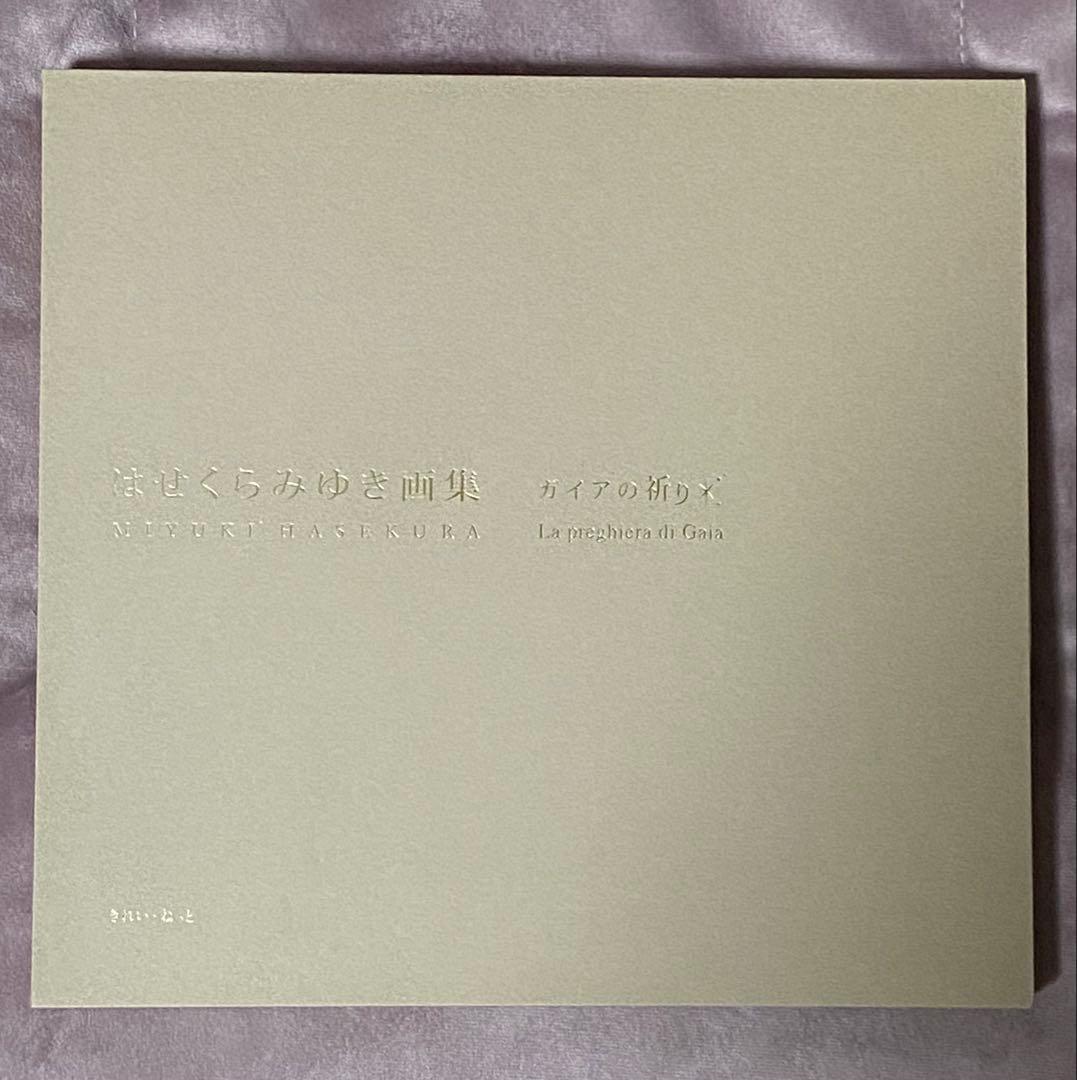 はせくらみゆき画集
MIYUKI HASEKURA
ガイアの祈り
La preghiera di Gaia
きれい・ねっと